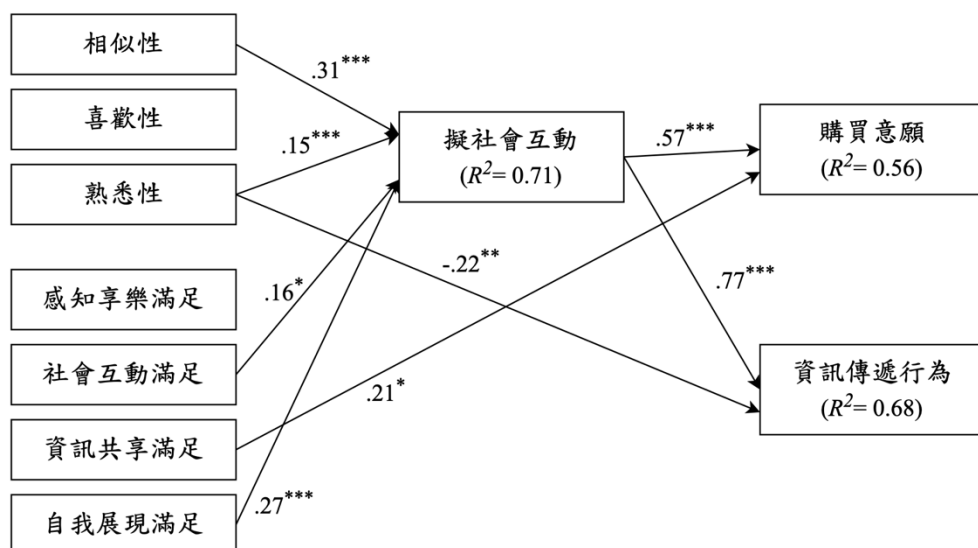 相似性
.31***
喜歡性
.15***
熟悉性
擬社會互動
(R²= 0.71)
.57***
購買意願
(R²= 0.56)
-.22**
感知享樂滿足
.16*
.77***
社會互動滿足
.21*
資訊傳遞行為
(R²= 0.68)
資訊共享滿足
自我展現滿足
.27***